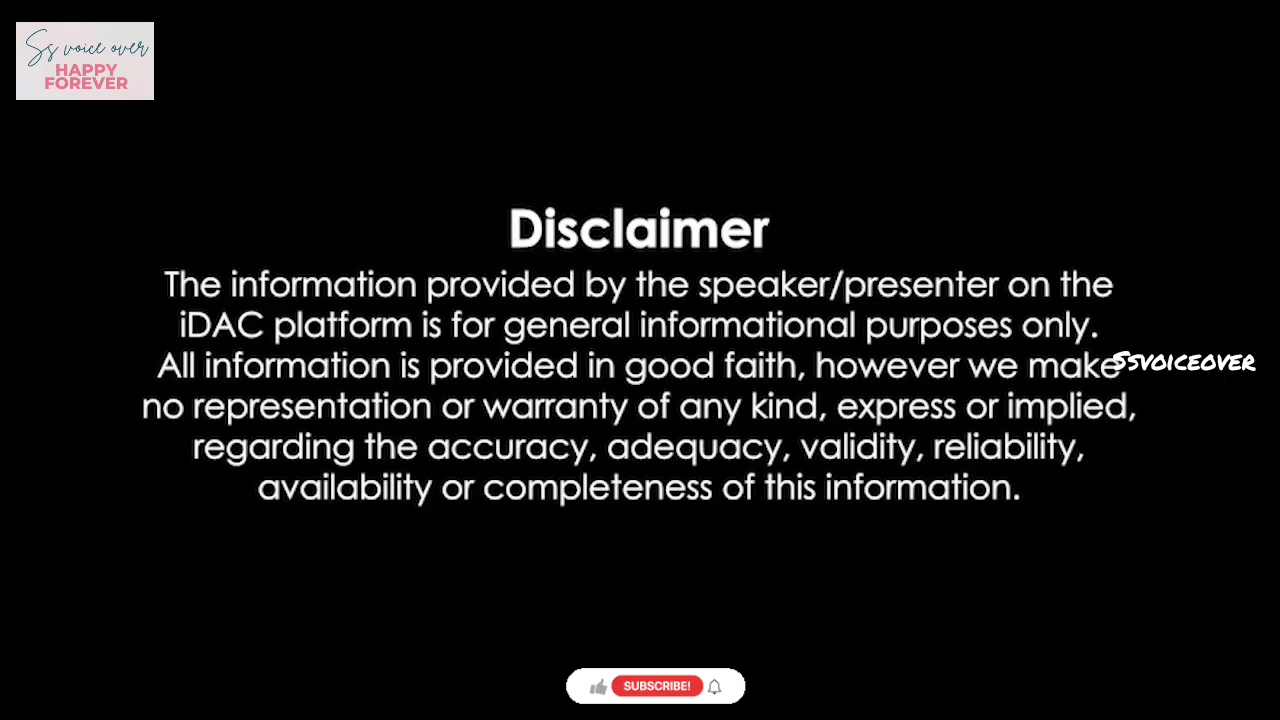 Ss voice over
HAPPY
FOREVER
Disclaimer
The information provided by the speaker/presenter on the
iDAC platform is for general informational purposes only.
All information is provided in good faith, however we make
Ssvoiceover
no representation or warranty of any kind, express or implied,
regarding the accuracy, adequacy, validity, reliability,
availability or completeness of this information.
SUBSCRIBE!